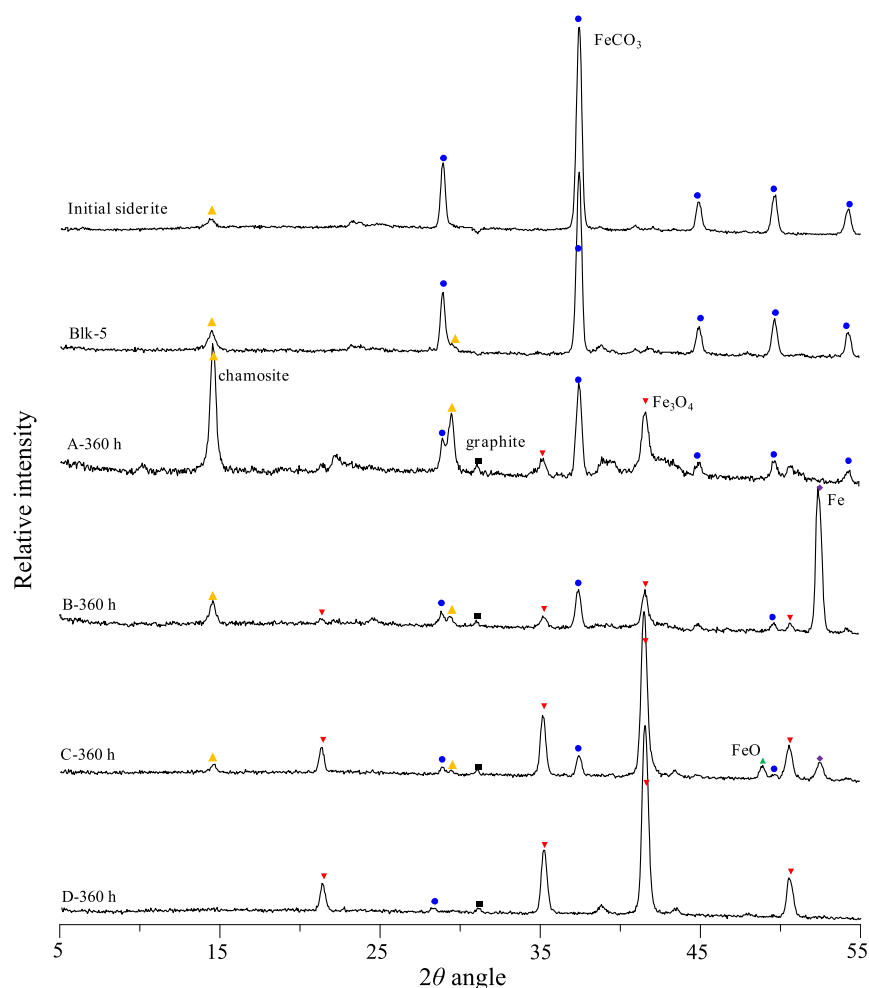 FeCO₃
Initial siderite
Blk-5
chamosite
Fe₃O₄
A-360 h
graphite
Relative intensity
Fe
B-360 h
FeO
C-360 h
D-360 h
5 15 25 35 45 55
2θ angle